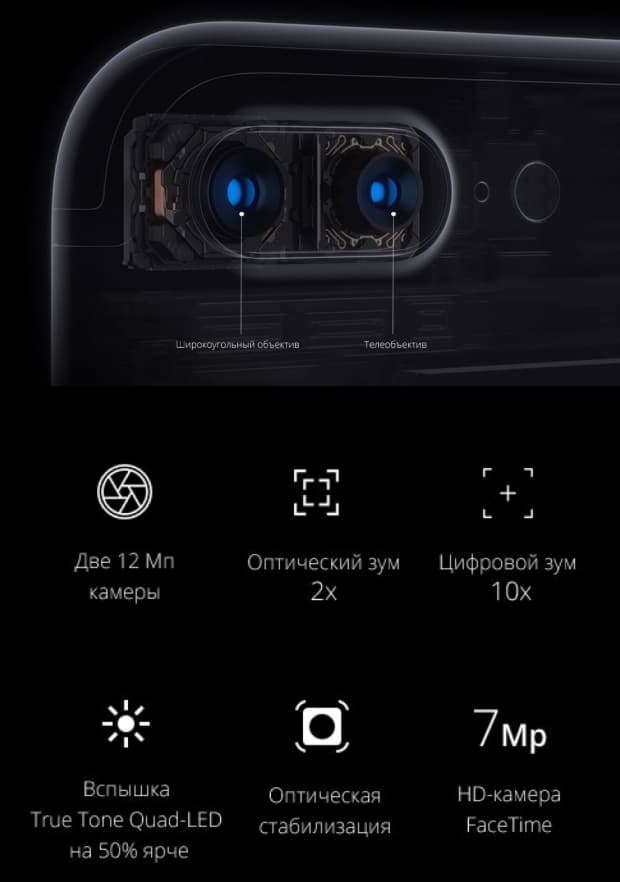 Широкоугольный объектив
Телеобъектив
Две 12 Мп
камеры
Оптический зум
2x
Цифровой зум
10x
Вспышка
True Tone Quad-LED
на 50% ярче
Оптическая
стабилизация
7Mp
HD-камера
FaceTime